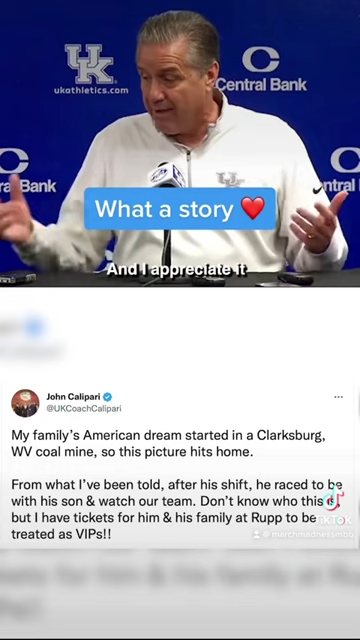 UK
ukathletics.com
Central Bank
ral Bank
Central
What a story ❤️
And I appreciate it
John Calipari
@UKCoachCalipari
My family's American dream started in a Clarksburg,
WV coal mine, so this picture hits home.
From what I've been told, after his shift, he raced to be
with his son & watch our team. Don't know who this is,
but I have tickets for him & his family at Rupp to be
treated as VIPs!!
TikTok
@marchmadnessmbb